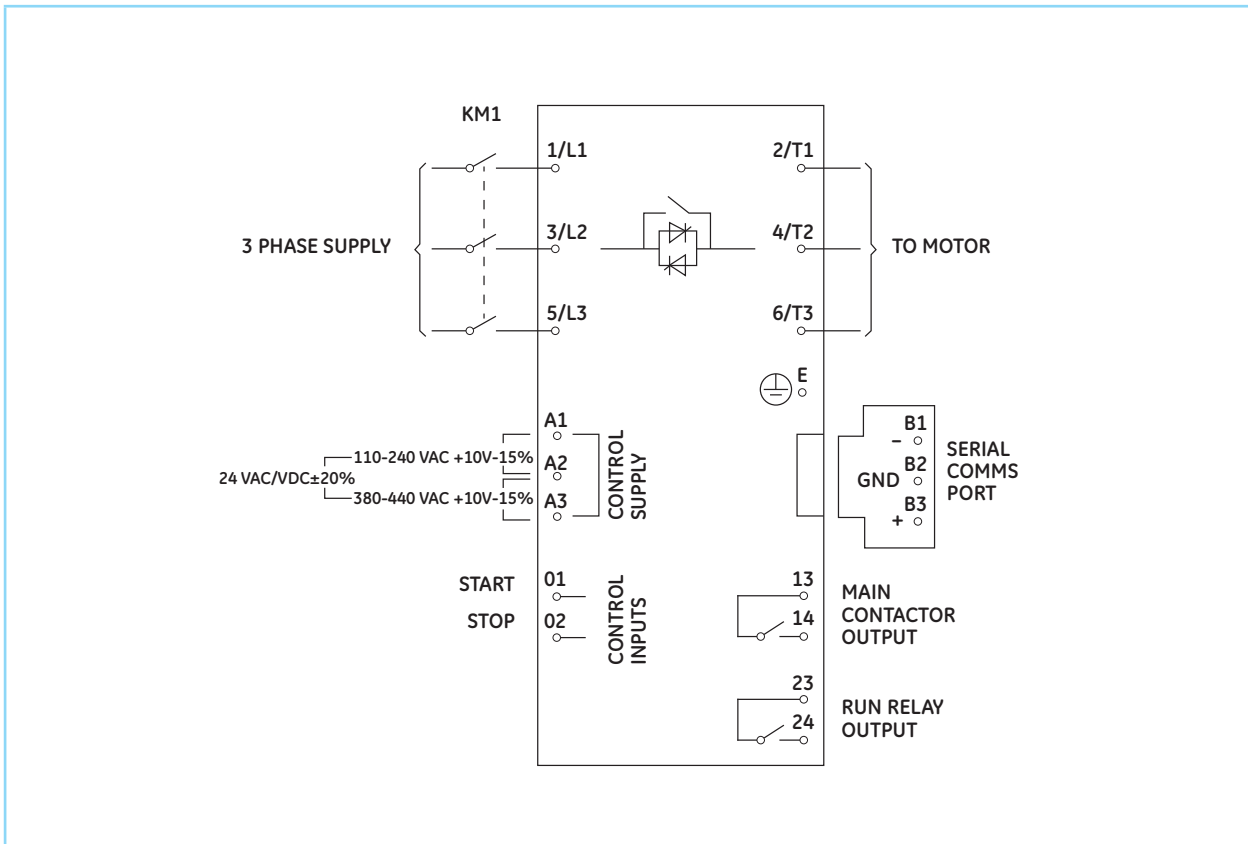 KM1
1/L1
2/T1
3 PHASE SUPPLY
3/L2
4/T2
TO MOTOR
5/L3
6/T3
E
A1
A2
A3
110-240 VAC +10V-15%
24 VAC/VDC±20%
380-440 VAC +10V-15%
CONTROL
SUPPLY
B1
–
B2
GND
B3
+
SERIAL
COMMS
PORT
START
01
STOP
02
CONTROL
INPUTS
13
14
MAIN
CONTACTOR
OUTPUT
23
24
RUN RELAY
OUTPUT